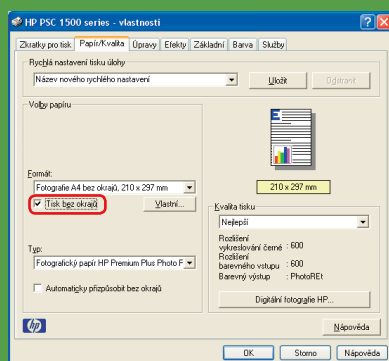 HP PSC 1500 series - vlastnosti
Zkratky pro tisk Papír/Kvalita Úpravy Efekty Základní Barva Služby
Rychlá nastavení tisku úlohy
Název nového rychlého nastavení Uložit Odstranit
Volby papíru
Formát:
Fotografie A4 bez okrajů, 210 x 297 mm
Tisk bez okrajů Vlastní...
Typ:
Fotografický papír HP Premium Plus Photo F
Automaticky přizpůsobit bez okrajů
210 x 297 mm
Kvalita tisku
Nejlepší
Rozlišení
vykreslování černé : 600
Rozlišení
barevného vstupu : 600
Barevný výstup : PhotoREt
Digitální fotografie HP...
hp
Nápověda
OK Storno Nápověda